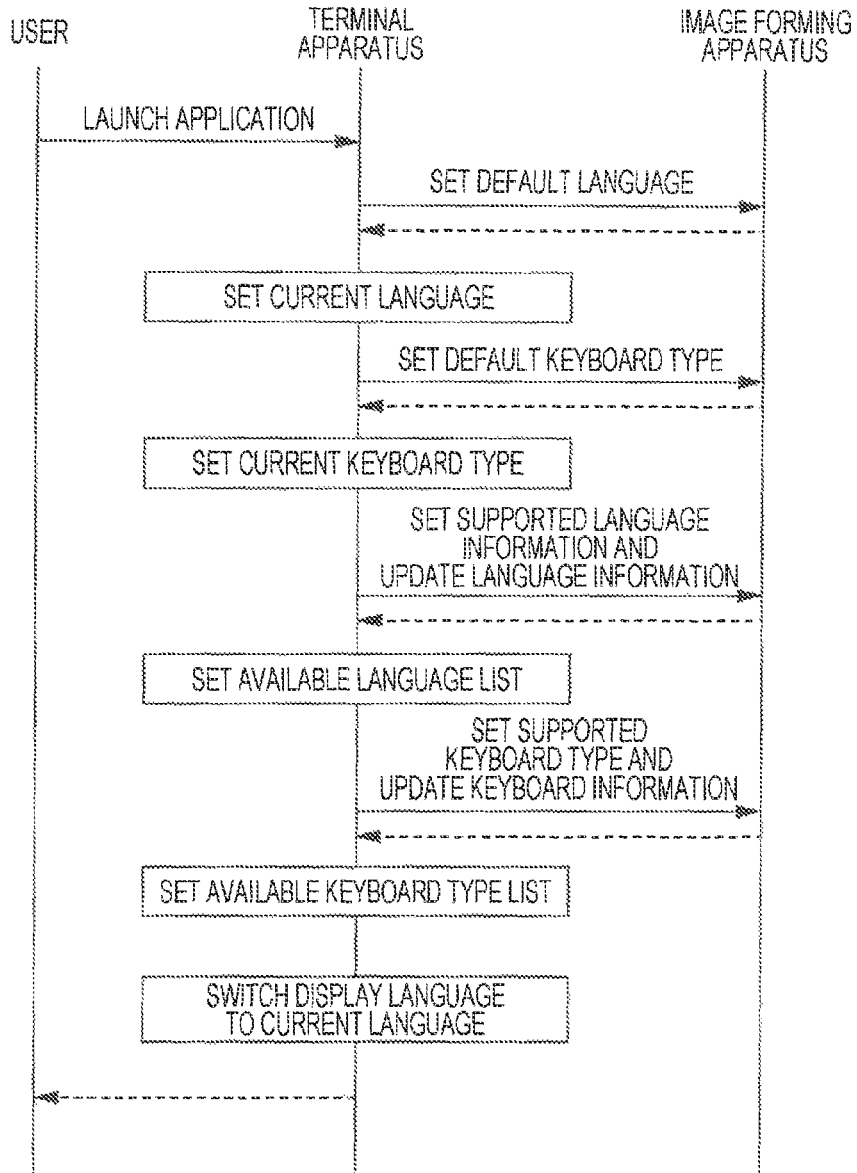 USER
TERMINAL
APPARATUS
IMAGE FORMING
APPARATUS
LAUNCH APPLICATION
SET DEFAULT LANGUAGE
SET CURRENT LANGUAGE
SET DEFAULT KEYBOARD TYPE
SET CURRENT KEYBOARD TYPE
SET SUPPORTED LANGUAGE
INFORMATION AND
UPDATE LANGUAGE INFORMATION
SET AVAILABLE LANGUAGE LIST
SET SUPPORTED
KEYBOARD TYPE AND
UPDATE KEYBOARD INFORMATION
SET AVAILABLE KEYBOARD TYPE LIST
SWITCH DISPLAY LANGUAGE
TO CURRENT LANGUAGE